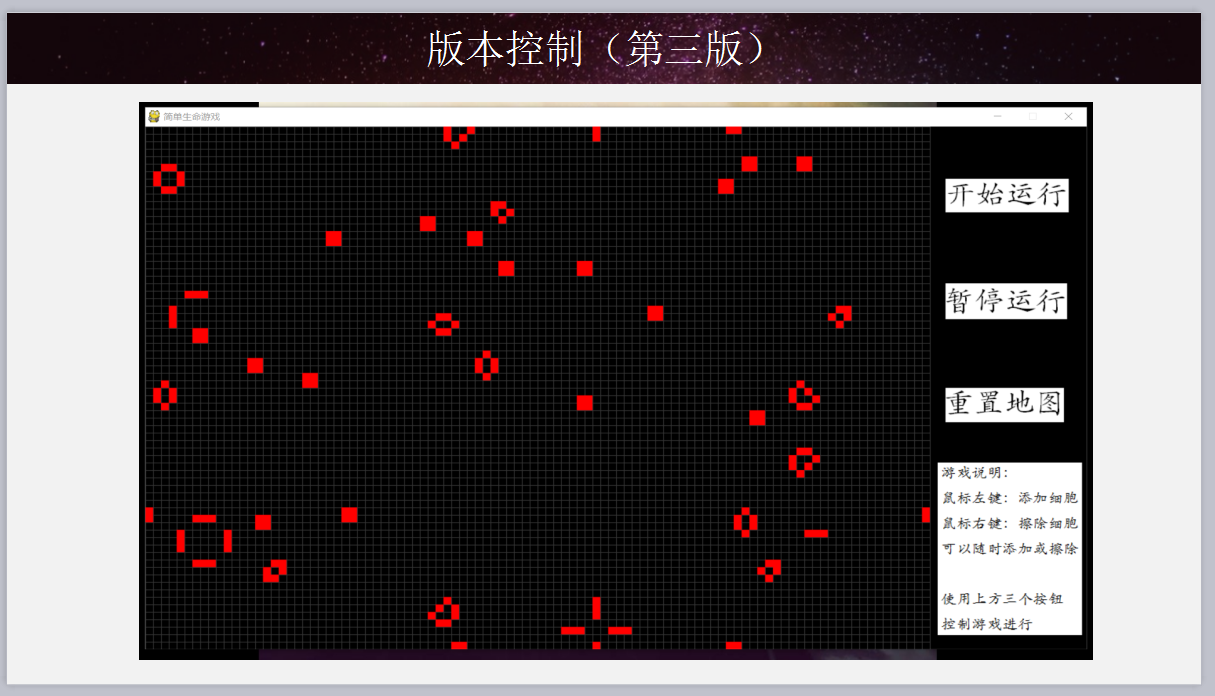 版本控制（第三版）
简单生命游戏
开始运行
暂停运行
重置地图
游戏说明：
鼠标左键：添加细胞
鼠标右键：擦除细胞
可以随时添加或擦除
使用上方三个按钮
控制游戏进行